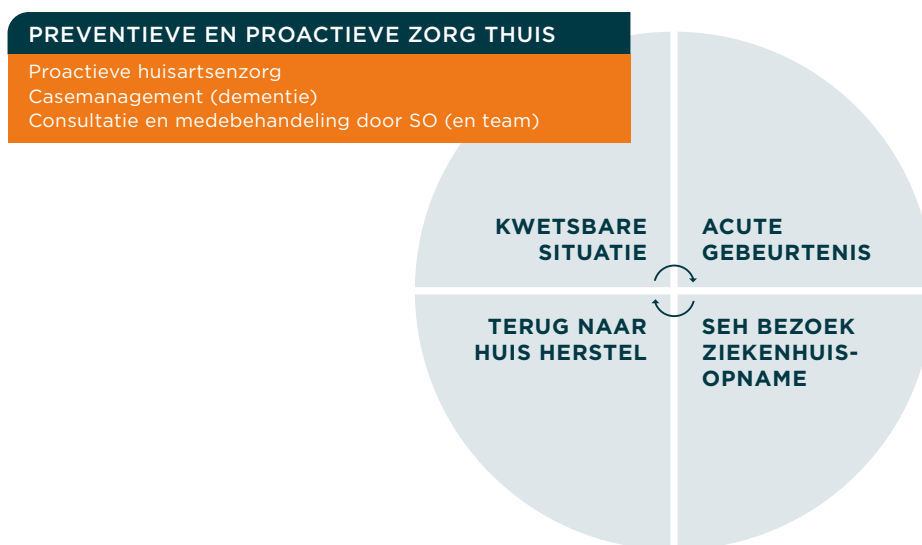 PREVENTIEVE EN PROACTIEVE ZORG THUIS
Proactieve huisartsenzorg
Casemanagement (dementie)
Consultatie en medebehandeling door SO (en team)
KWETSBARE
SITUATIE
ACUTE
GEBEURTENIS
TERUG NAAR
HUIS HERSTEL
SEH BEZOEK
ZIEKENHUIS-
OPNAME